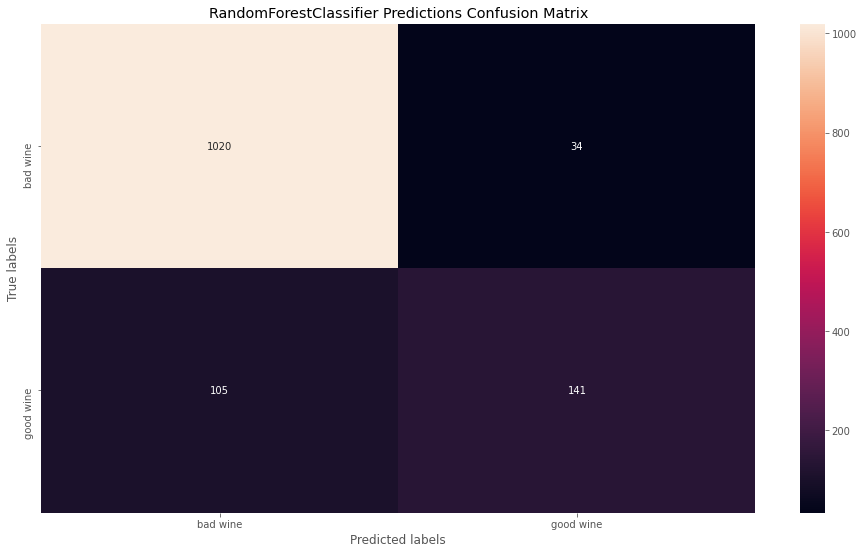 RandomForestClassifier Predictions Confusion Matrix
True labels
bad wine
good wine
1020
34
105
141
bad wine
good wine
Predicted labels
1000
800
600
400
200